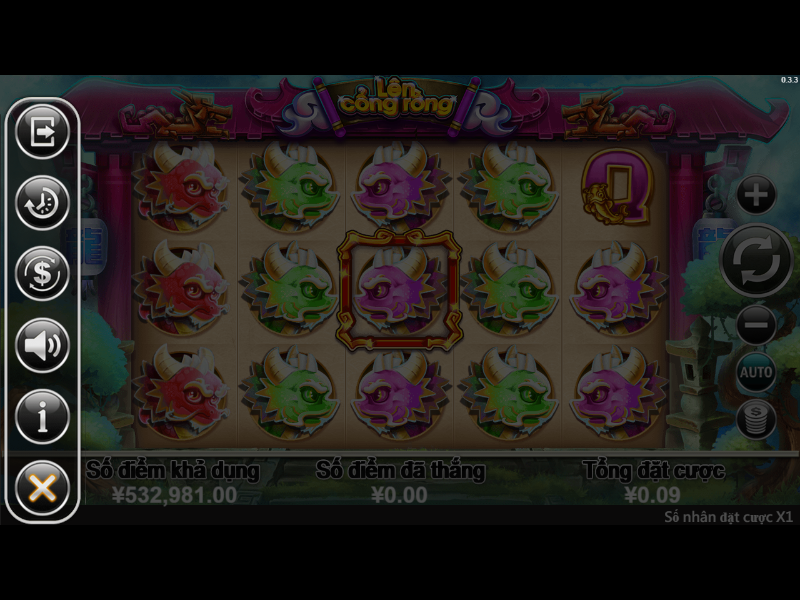 0.3.3
Lên
cổng rồng
AUTO
Số điểm khả dụng
Số điểm đã thắng
Tổng đặt cược
¥532,981.00
¥0.00
¥0.09
Số nhân đặt cược X1